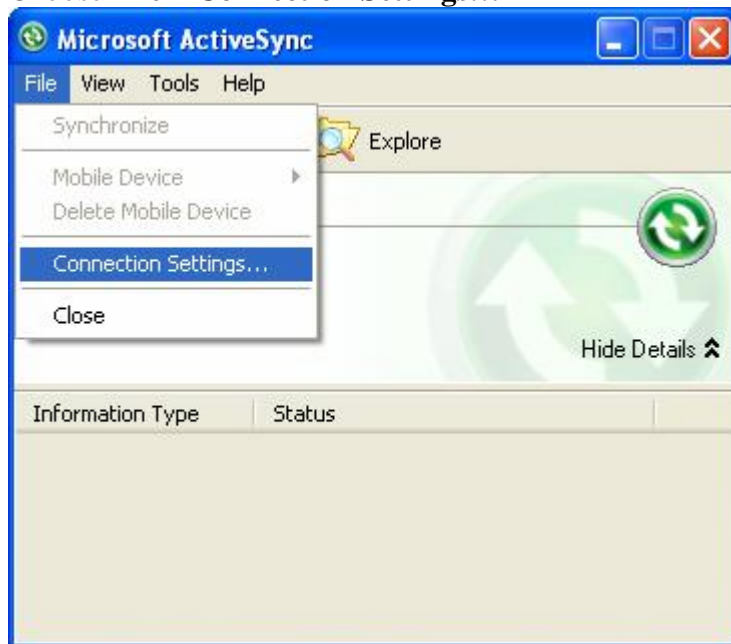 Microsoft ActiveSync
File View Tools Help
Synchronize
Explore
Mobile Device
Delete Mobile Device
Connection Settings...
Close
Hide Details
Information Type Status